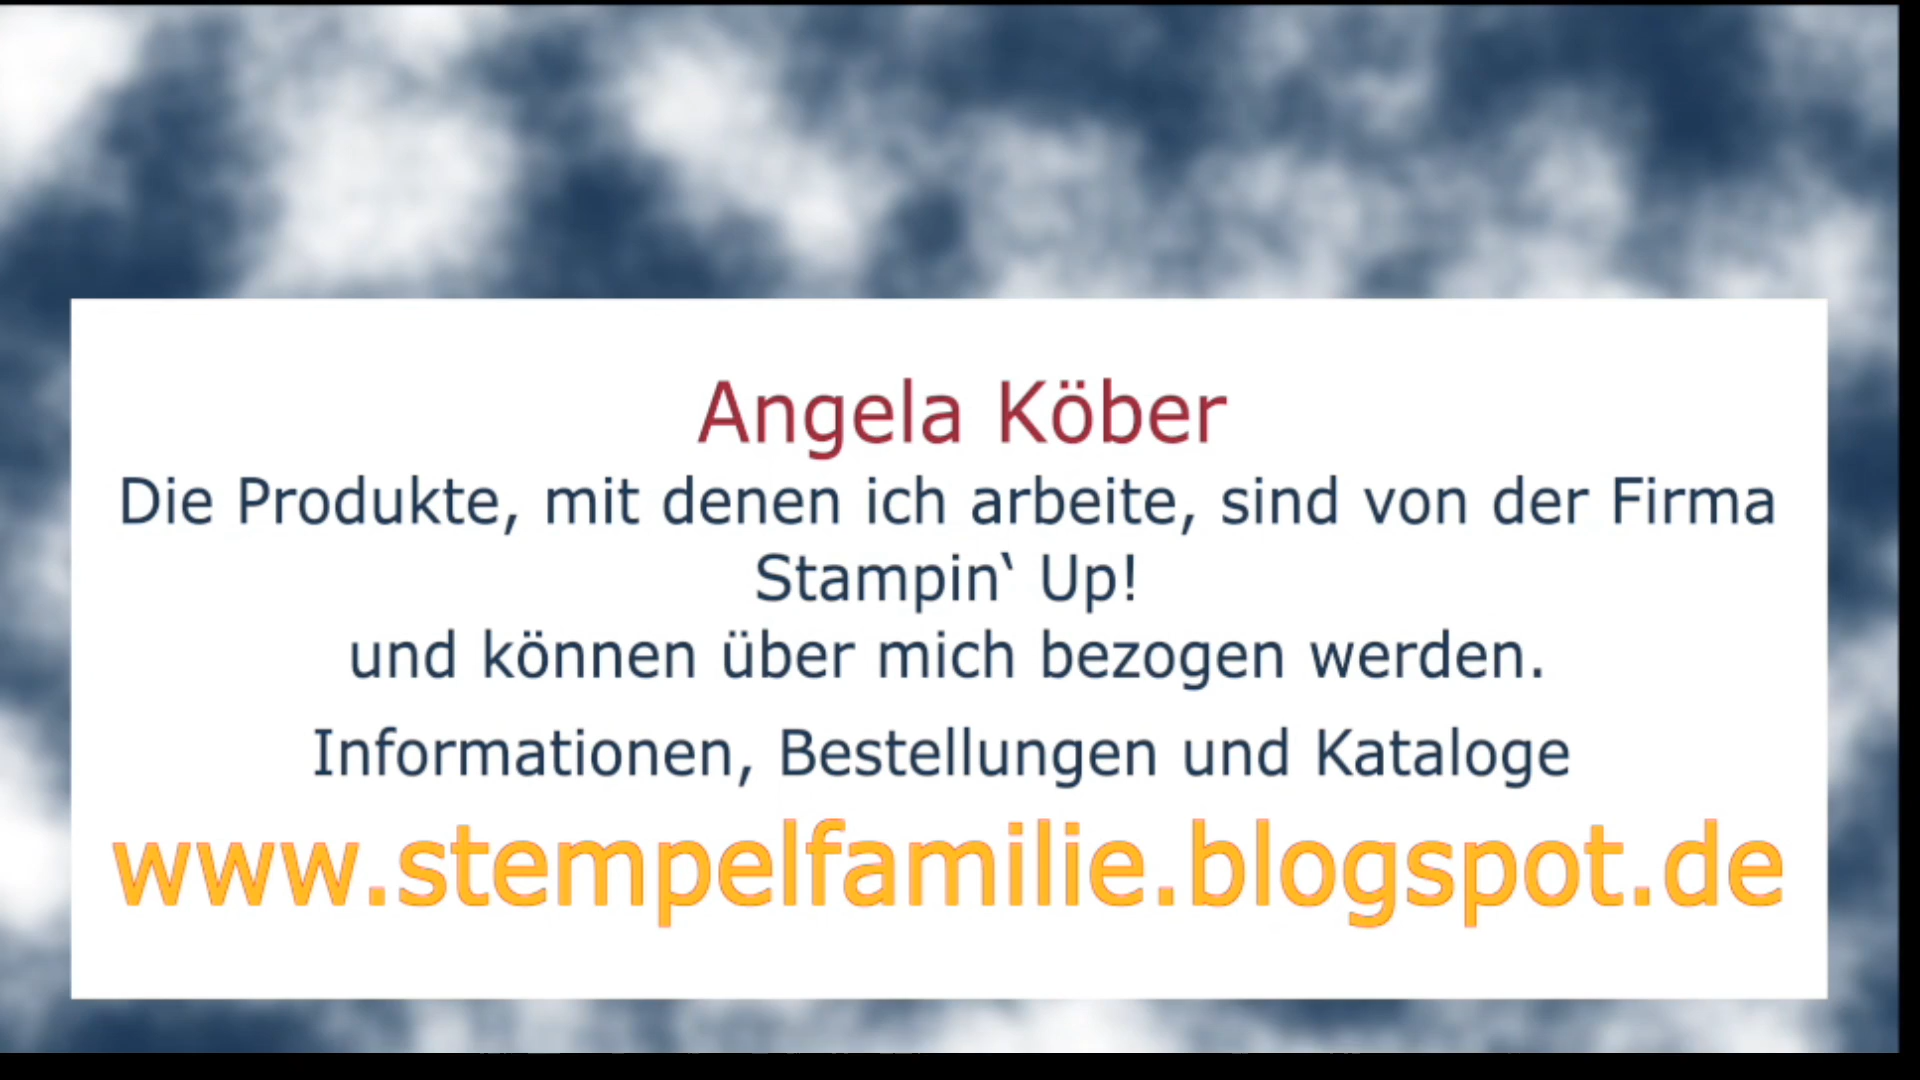 Angela Köber
Die Produkte, mit denen ich arbeite, sind von der Firma
Stampin‘ Up!
und können über mich bezogen werden.
Informationen, Bestellungen und Kataloge
www.stempelfamilie.blogspot.de